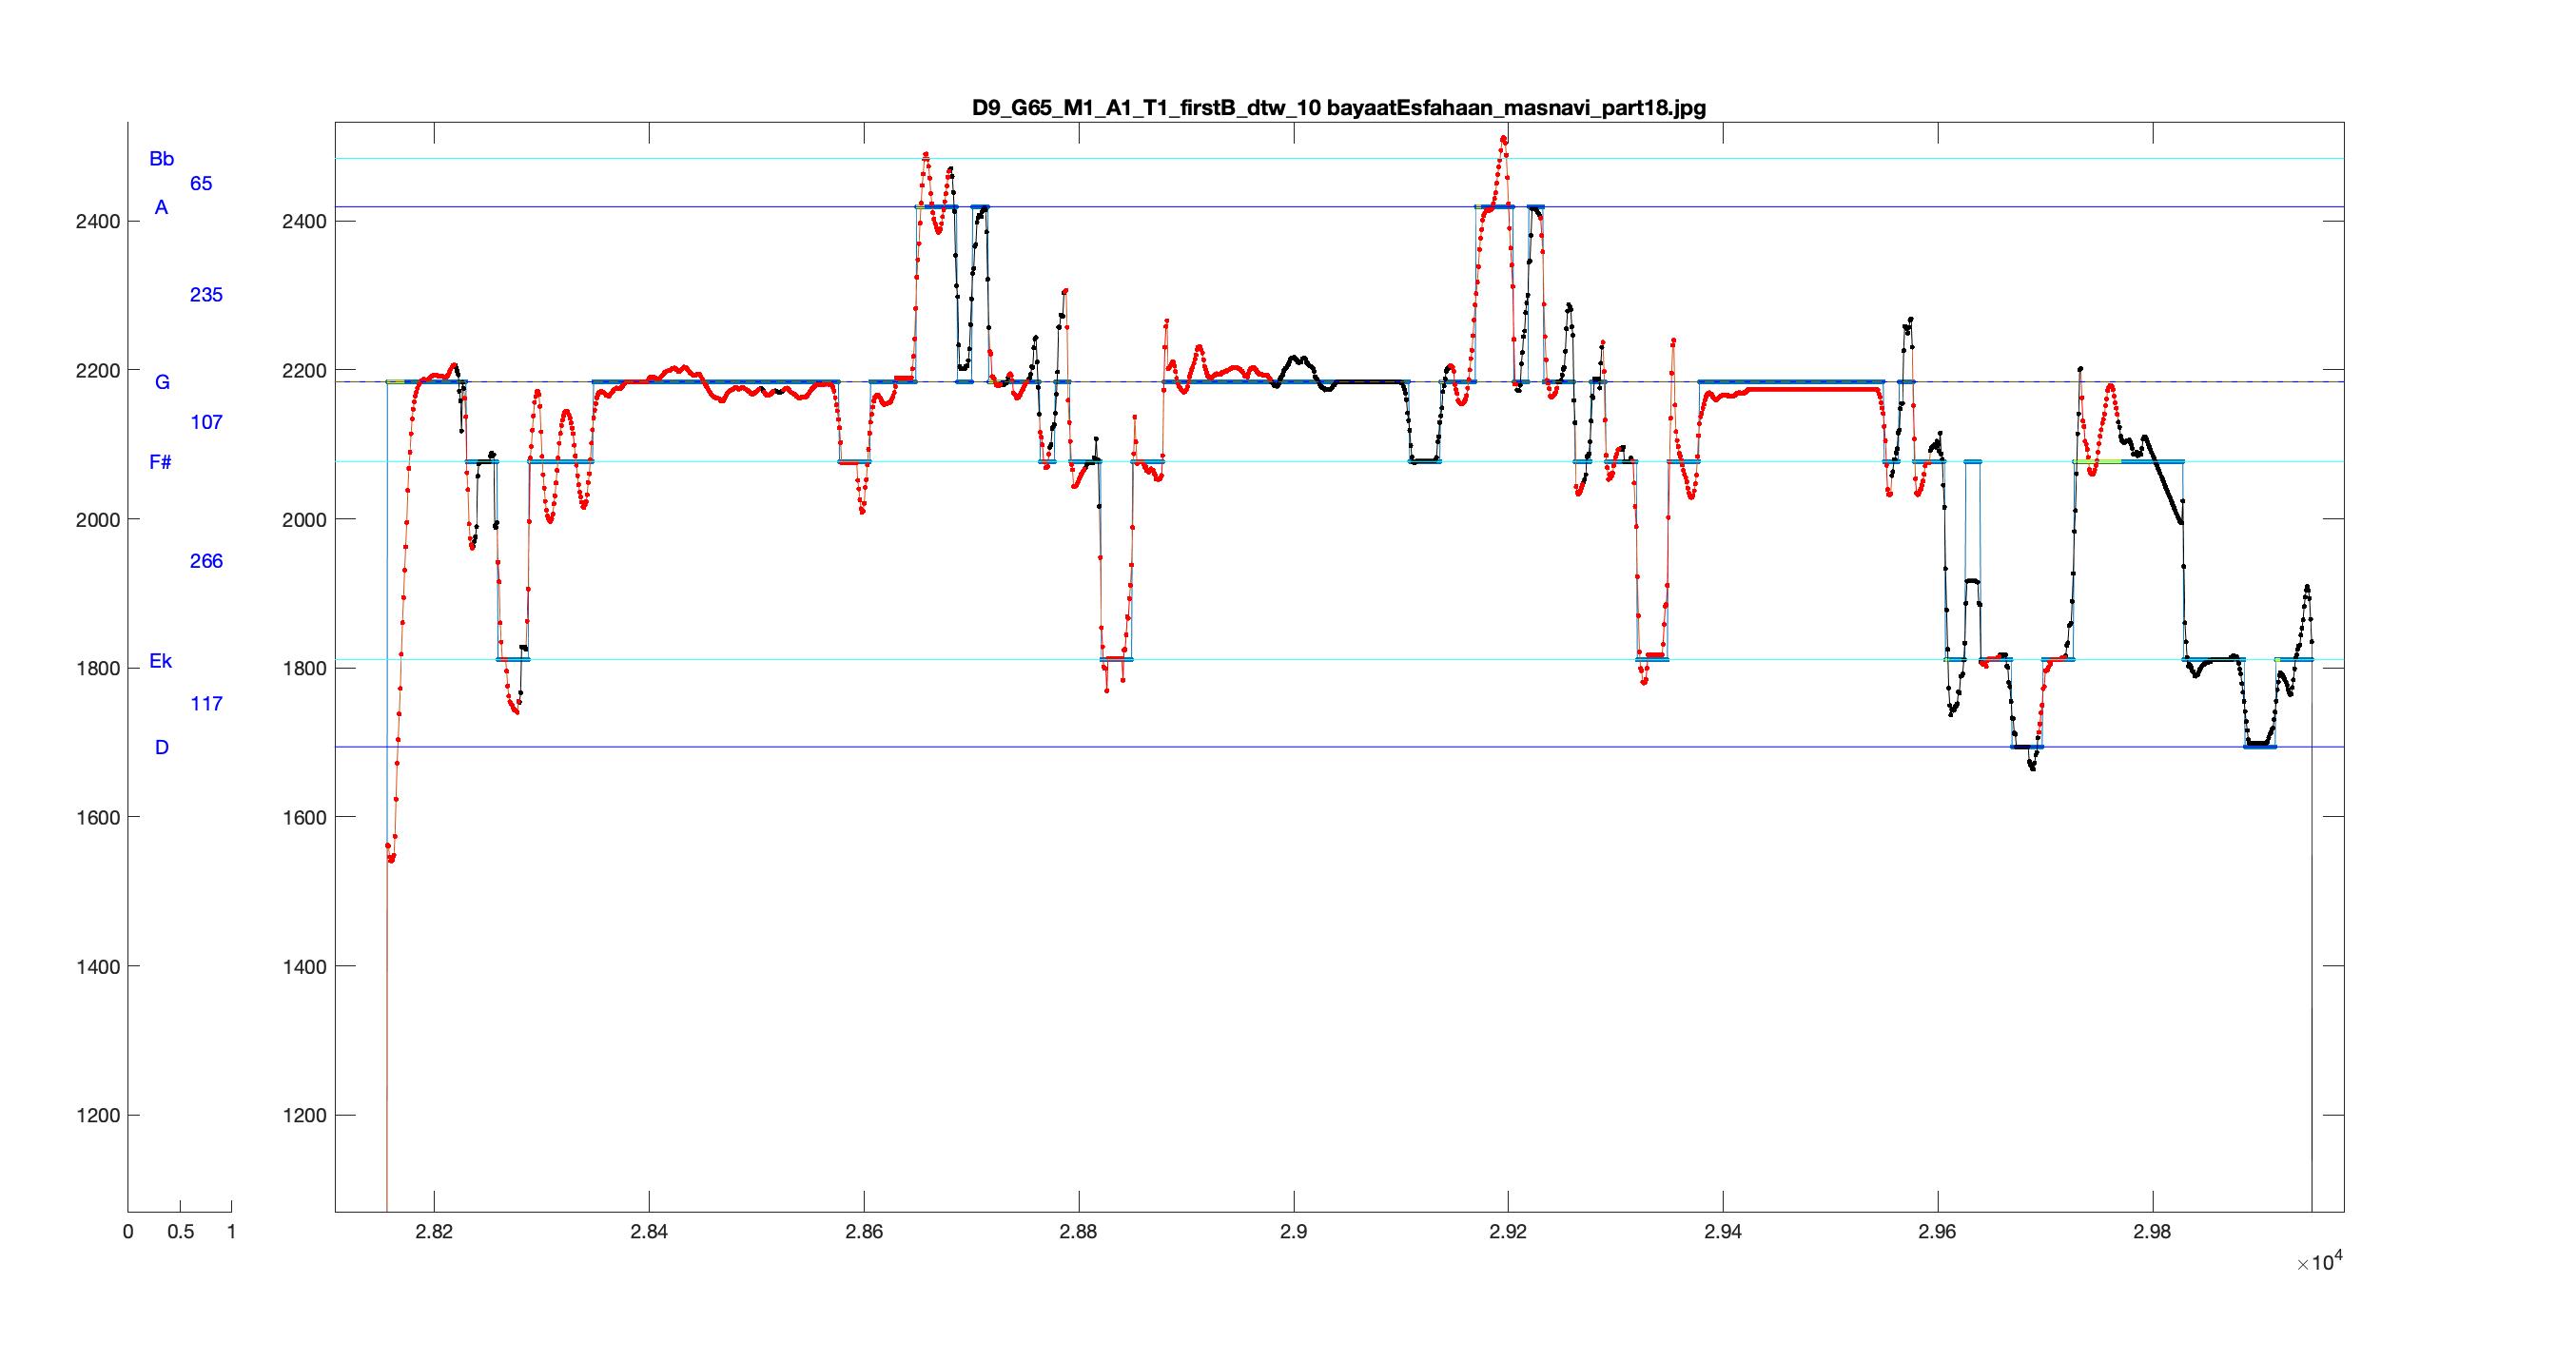 D9_G65_M1_A1_T1_firstB_dtw_10 bayaatEsfahaan_masnavi_part18.jpg
Bb
65
A
2400 2400
235
2200 2200
G
107
F#
2000 2000
266
Ek
1800 1800
117
D
1600 1600
1400 1400
1200 1200
0 0.5 1 2.82 2.84 2.86 2.88 2.9 2.92 2.94 2.96 2.98
×10⁴